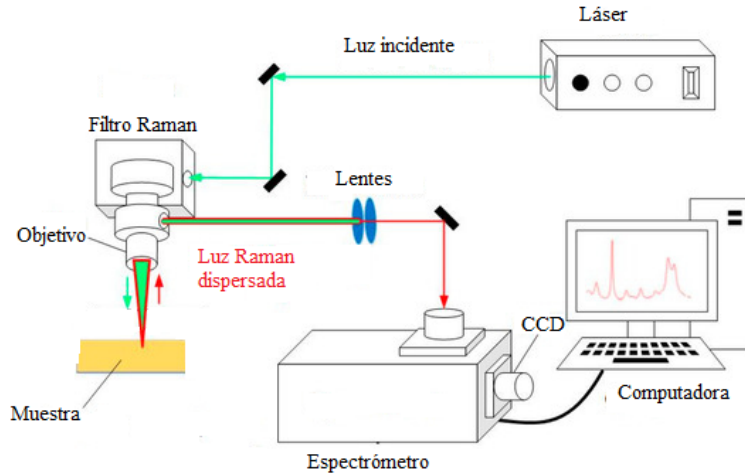 Láser
Luz incidente
Filtro Raman
Lentes
Objetivo
Luz Raman
dispersada
CCD
Muestra
Computadora
Espectrómetro